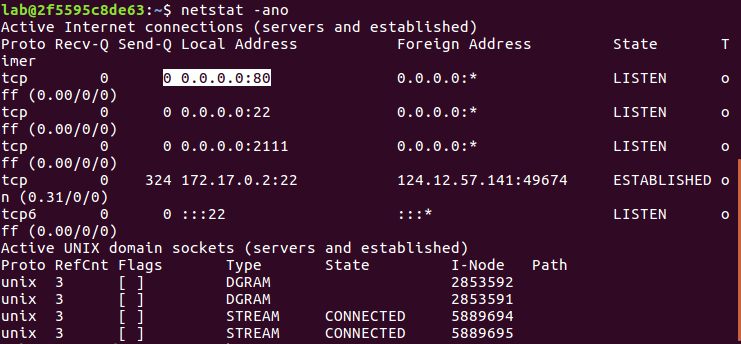 lab@2f5595c8de63:~$ netstat -ano
Active Internet connections (servers and established)
Proto Recv-Q Send-Q Local Address           Foreign Address         State       T
imer
tcp        0      0 0.0.0.0:80              0.0.0.0:*               LISTEN      o
ff (0.00/0/0)
tcp        0      0 0.0.0.0:22              0.0.0.0:*               LISTEN      o
ff (0.00/0/0)
tcp        0      0 0.0.0.0:2111            0.0.0.0:*               LISTEN      o
ff (0.00/0/0)
tcp        0    324 172.17.0.2:22           124.12.57.141:49674     ESTABLISHED o
n (0.31/0/0)
tcp6       0      0 :::22                   :::*                    LISTEN      o
ff (0.00/0/0)
Active UNIX domain sockets (servers and established)
Proto RefCnt Flags       Type       State         I-Node   Path
unix  3      [ ]         DGRAM                    2853592
unix  3      [ ]         DGRAM                    2853591
unix  3      [ ]         STREAM     CONNECTED     5889694
unix  3      [ ]         STREAM     CONNECTED     5889695